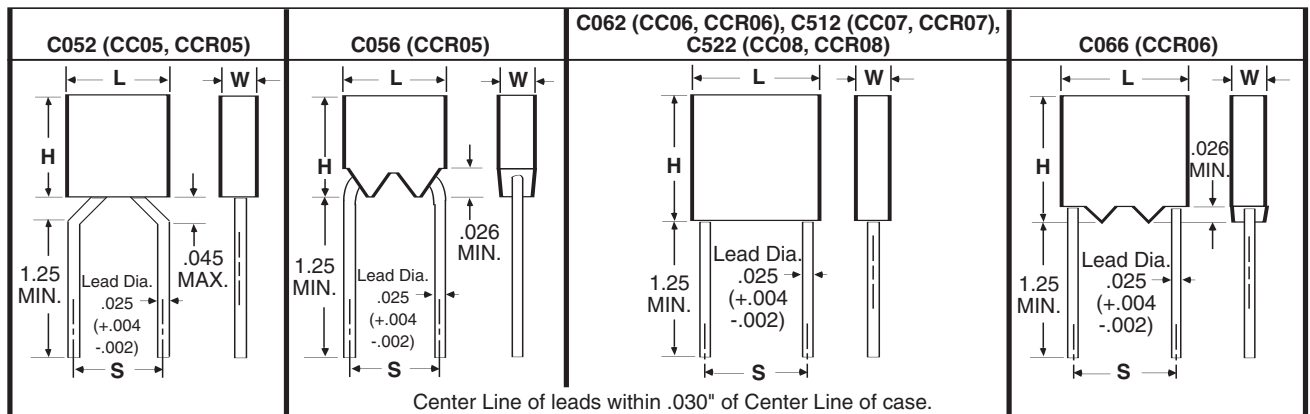 C052 (CC05, CCR05)
L
W
H
1.25
MIN.
.045
MAX.
Lead Dia.
.025
(+.004
-.002)
S
C056 (CCR05)
L
W
H
1.25
MIN.
.026
MIN.
Lead Dia.
.025
(+.004
-.002)
S
C062 (CC06, CCR06), C512 (CC07, CCR07),
C522 (CC08, CCR08)
L
W
H
1.25
MIN.
Lead Dia.
.025
(+.004
-.002)
S
C066 (CCR06)
L
W
H
.026
MIN.
1.25
MIN.
Lead Dia.
.025
(+.004
-.002)
S
Center Line of leads within .030" of Center Line of case.